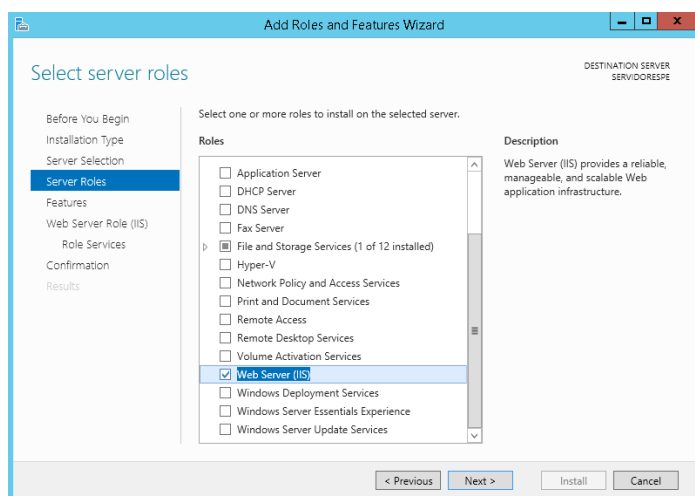 Add Roles and Features Wizard
Select server roles
DESTINATION SERVER
SERVIDORESPE
Before You Begin
Installation Type
Server Selection
Server Roles
Features
Web Server Role (IIS)
Role Services
Confirmation
Results
Select one or more roles to install on the selected server.
Roles
Application Server
DHCP Server
DNS Server
Fax Server
File and Storage Services (1 of 12 installed)
Hyper-V
Network Policy and Access Services
Print and Document Services
Remote Access
Remote Desktop Services
Volume Activation Services
Web Server (IIS)
Windows Deployment Services
Windows Server Essentials Experience
Windows Server Update Services
Description
Web Server (IIS) provides a reliable,
manageable, and scalable Web
application infrastructure.
< Previous
Next >
Install
Cancel